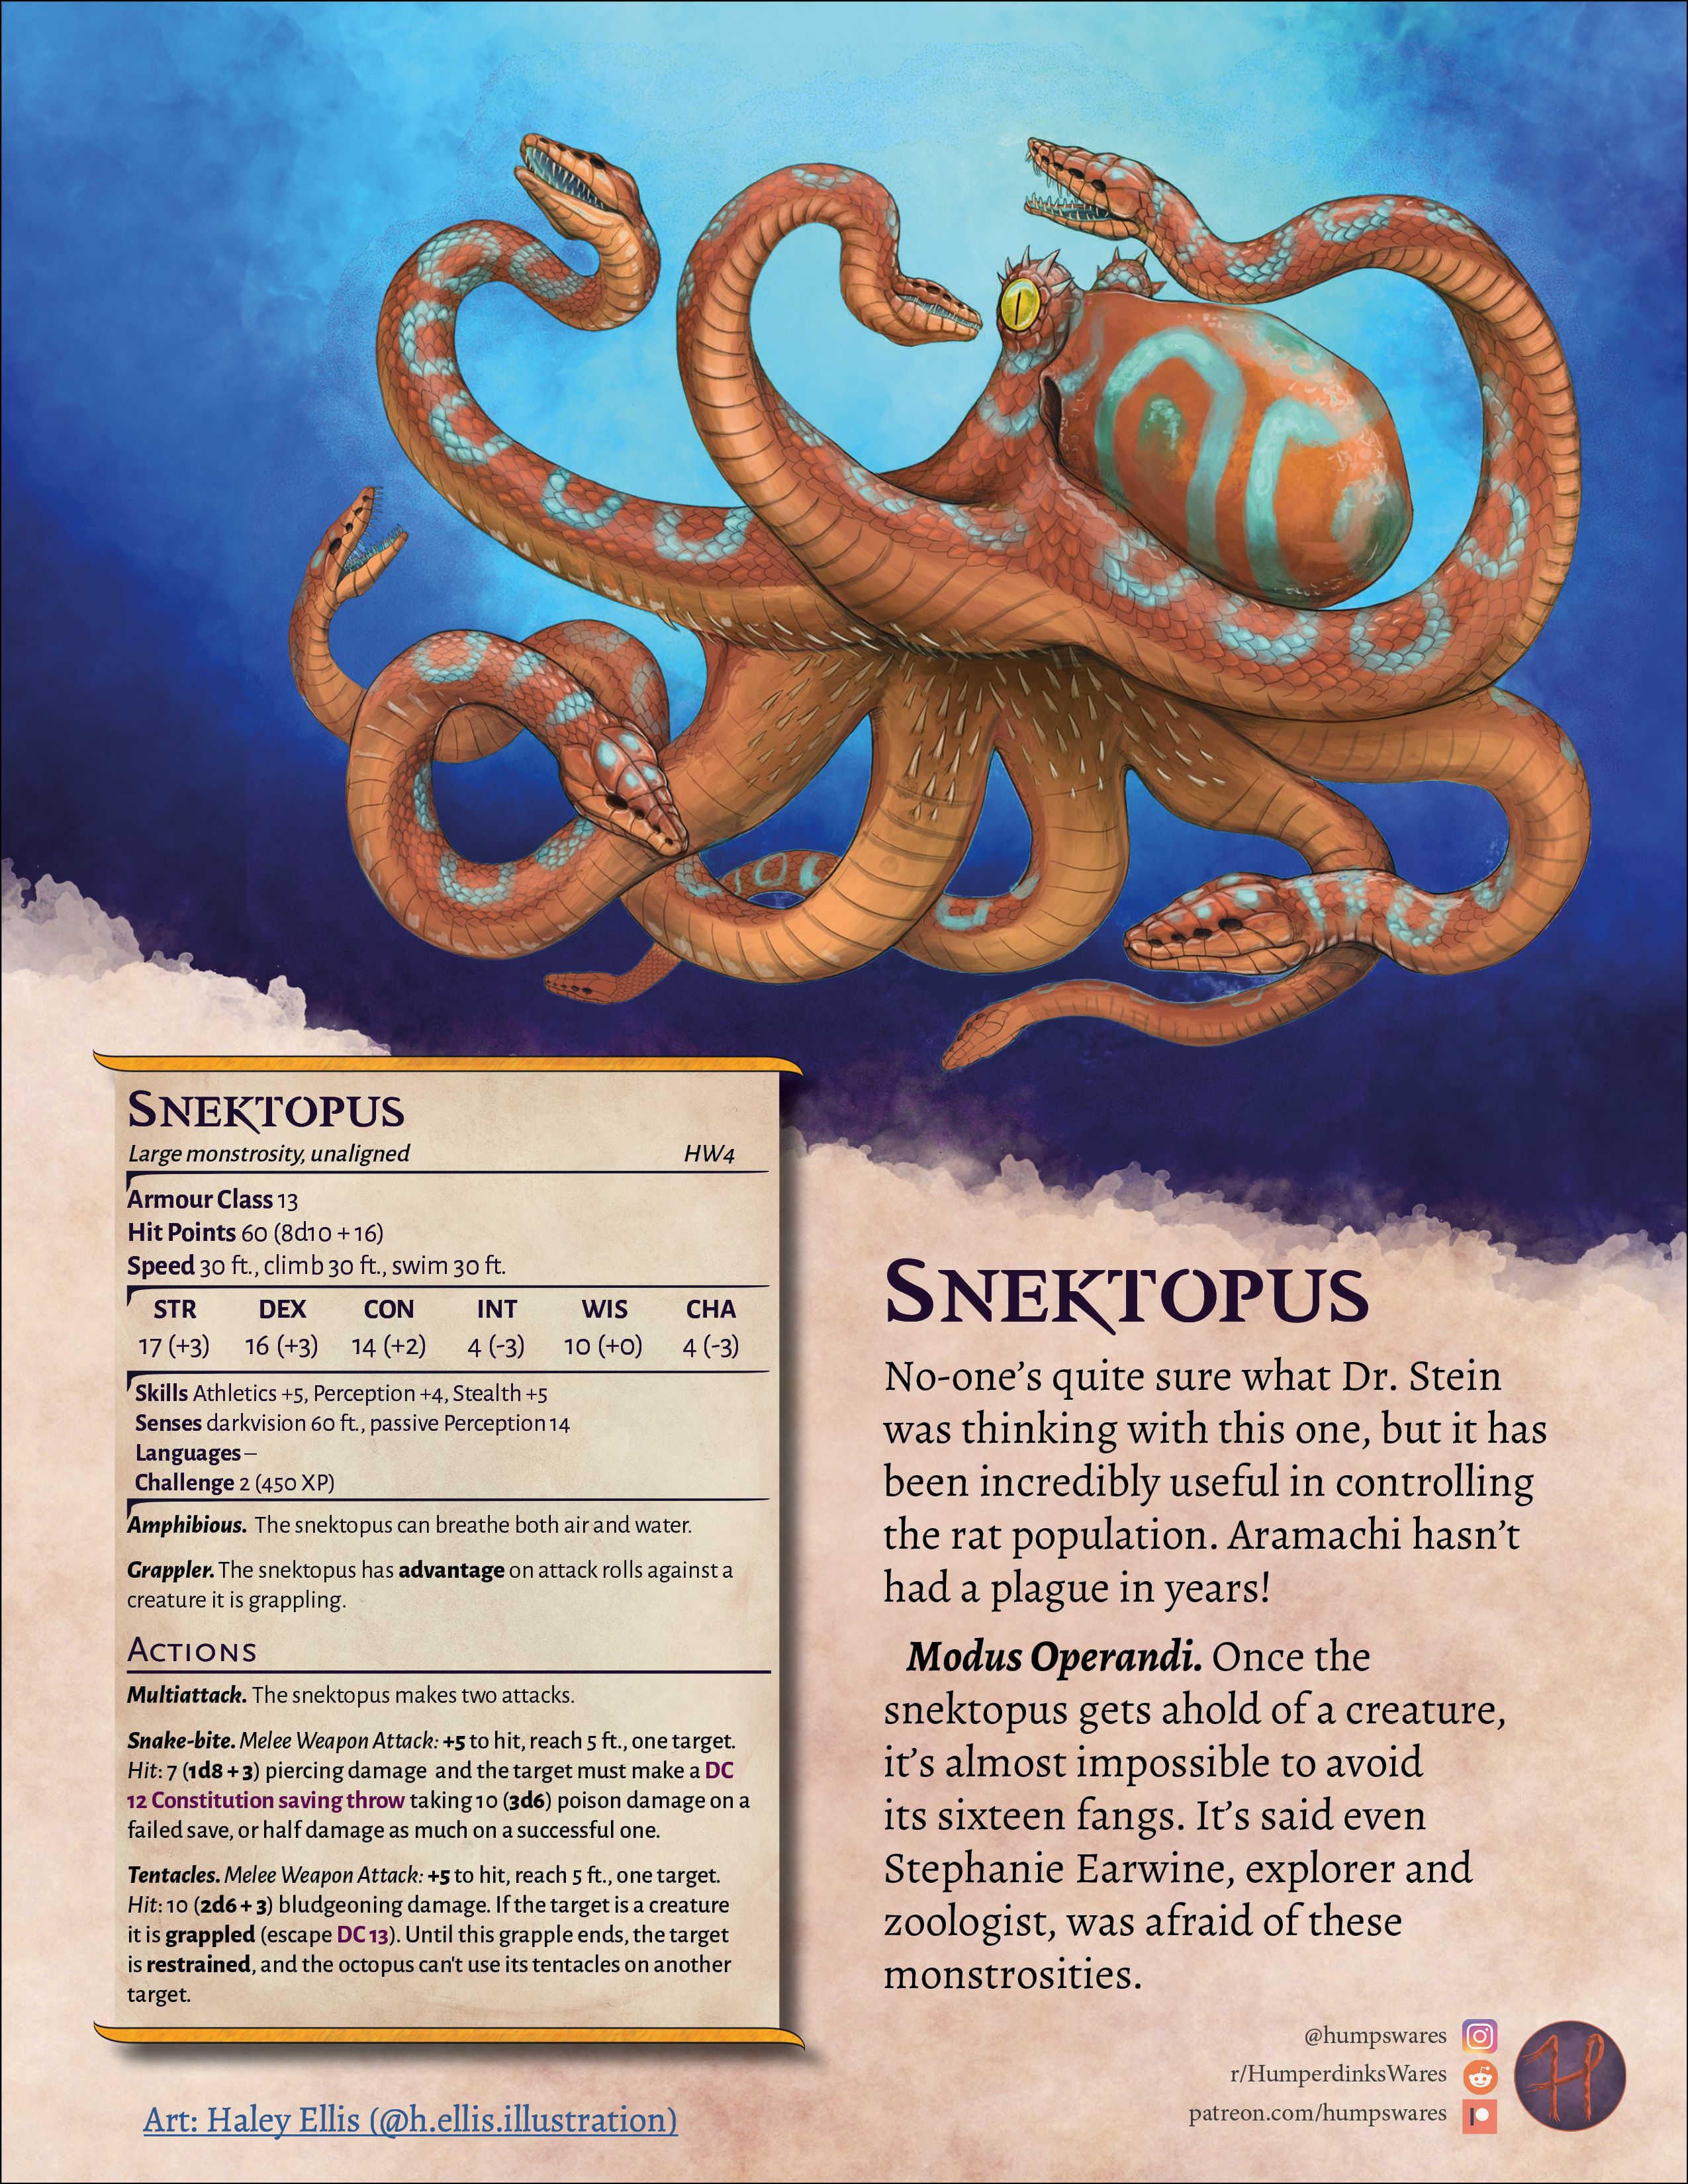 Snektopus
Large monstrosity, unaligned HW4
Armour Class 13
Hit Points 60 (8d10 + 16)
Speed 30 ft., climb 30 ft., swim 30 ft.
STR DEX CON INT WIS CHA
17 (+3) 16 (+3) 14 (+2) 4 (-3) 10 (+0) 4 (-3)
Skills Athletics +5, Perception +4, Stealth +5
Senses darkvision 60 ft., passive Perception 14
Languages –
Challenge 2 (450 XP)
Amphibious. The snektopus can breathe both air and water.
Grappler. The snektopus has advantage on attack rolls against a
creature it is grappling.
Actions
Multiattack. The snektopus makes two attacks.
Snake-bite. Melee Weapon Attack: +5 to hit, reach 5 ft., one target.
Hit: 7 (1d8 + 3) piercing damage and the target must make a DC
12 Constitution saving throw taking 10 (3d6) poison damage on a
failed save, or half damage as much on a successful one.
Tentacles. Melee Weapon Attack: +5 to hit, reach 5 ft., one target.
Hit: 10 (2d6 + 3) bludgeoning damage. If the target is a creature
it is grappled (escape DC 13). Until this grapple ends, the target
is restrained, and the octopus can't use its tentacles on another
target.
Art: Haley Ellis (@h.ellis.illustration)
Snektopus
No-one’s quite sure what Dr. Stein
was thinking with this one, but it has
been incredibly useful in controlling
the rat population. Aramachi hasn’t
had a plague in years!
Modus Operandi. Once the
snektopus gets ahold of a creature,
it’s almost impossible to avoid
its sixteen fangs. It’s said even
Stephanie Earwine, explorer and
zoologist, was afraid of these
monstrosities.
@humpswares
r/HumperdinksWares
patreon.com/humpswares
H